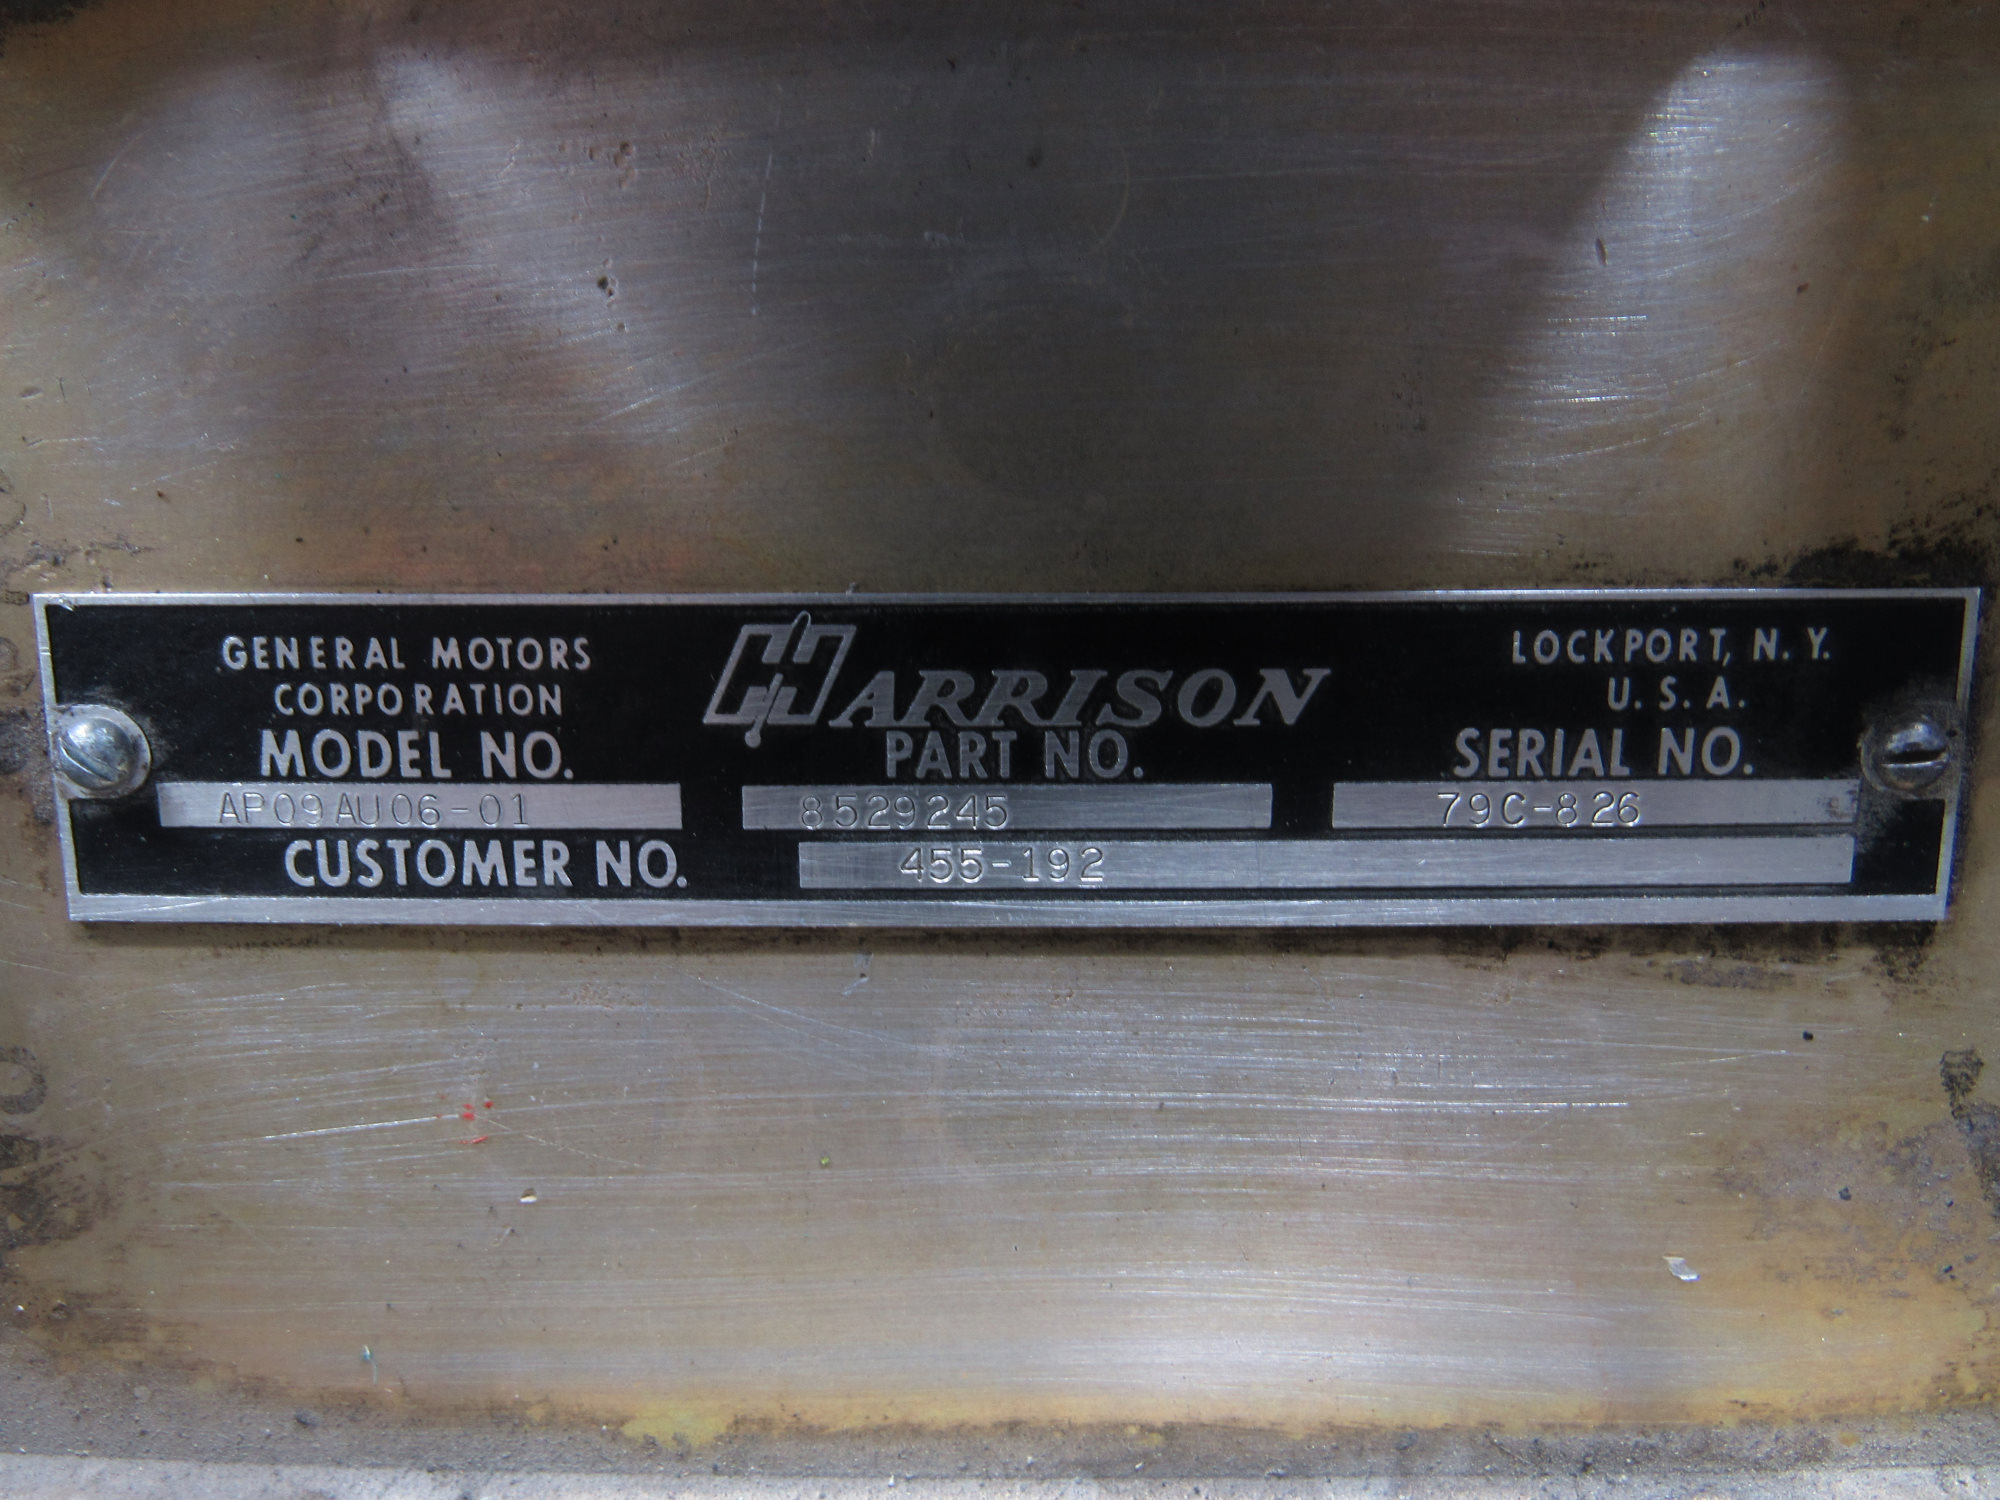 GENERAL MOTORS
CORPORATION
HARRISON
LOCKPORT, N. Y.
U. S. A.
MODEL NO. PART NO. SERIAL NO.
AP09AU06-01 8529245 79C-826
CUSTOMER NO. 455-192